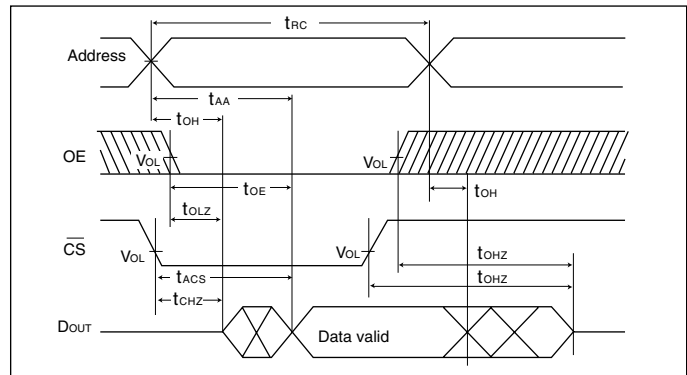 tRC
Address
tAA
tOH
OE
VOL
VOL
tOE
tOH
tOLZ
CS
VOL
VOL
tOHZ
tACS
tOHZ
tCHZ
DOUT
Data valid